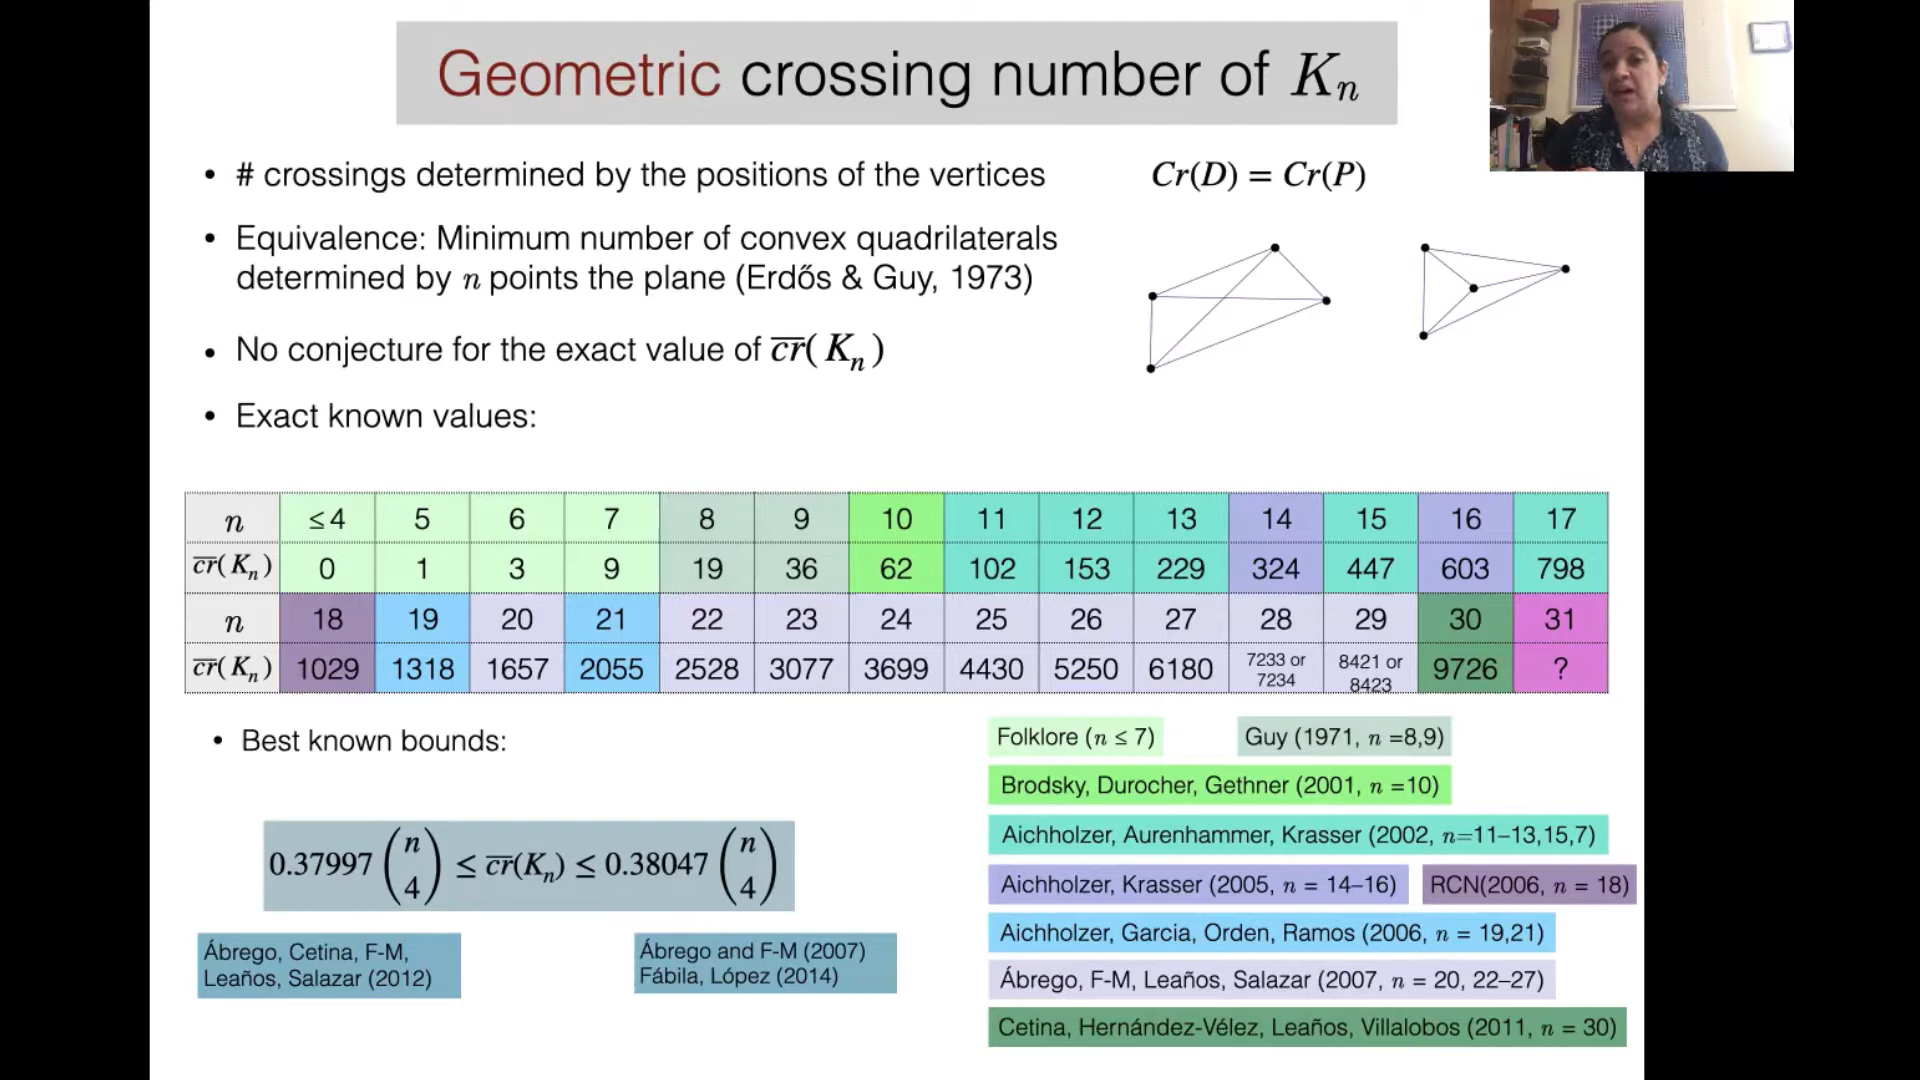 Geometric crossing number of Kₙ
• # crossings determined by the positions of the vertices
Cr(D) = Cr(P)
• Equivalence: Minimum number of convex quadrilaterals
determined by n points the plane (Erdős & Guy, 1973)
• No conjecture for the exact value of c̅r̅(Kₙ)
• Exact known values:
n ≤4 5 6 7 8 9 10 11 12 13 14 15 16 17
c̅r̅(Kₙ) 0 1 3 9 19 36 62 102 153 229 324 447 603 798
n 18 19 20 21 22 23 24 25 26 27 28 29 30 31
c̅r̅(Kₙ) 1029 1318 1657 2055 2528 3077 3699 4430 5250 6180 7233 or 7234 8421 or 8423 9726 ?
• Best known bounds:
0.37997 (n 4) ≤ c̅r̅(Kₙ) ≤ 0.38047 (n 4)
Ábrego, Cetina, F-M,
Leaños, Salazar (2012)
Ábrego and F-M (2007)
Fábila, López (2014)
Folklore (n ≤ 7)
Guy (1971, n =8,9)
Brodsky, Durocher, Gethner (2001, n =10)
Aichholzer, Aurenhammer, Krasser (2002, n=11–13,15,7)
Aichholzer, Krasser (2005, n = 14–16)
RCN(2006, n = 18)
Aichholzer, Garcia, Orden, Ramos (2006, n = 19,21)
Ábrego, F-M, Leaños, Salazar (2007, n = 20, 22–27)
Cetina, Hernández-Vélez, Leaños, Villalobos (2011, n = 30)